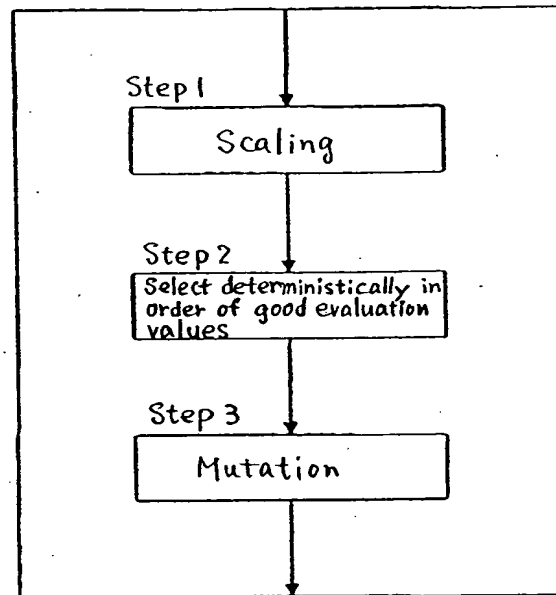 Step 1
Scaling
Step 2
Select deterministically in
order of good evaluation
values
Step 3
Mutation